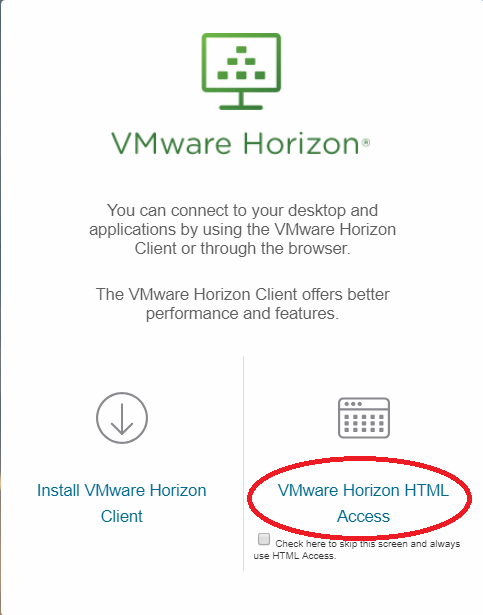 VMware Horizon®
You can connect to your desktop and
applications by using the VMware Horizon
Client or through the browser.
The VMware Horizon Client offers better
performance and features.
Install VMware Horizon
Client
VMware Horizon HTML
Access
Check here to skip this screen and always
use HTML Access.